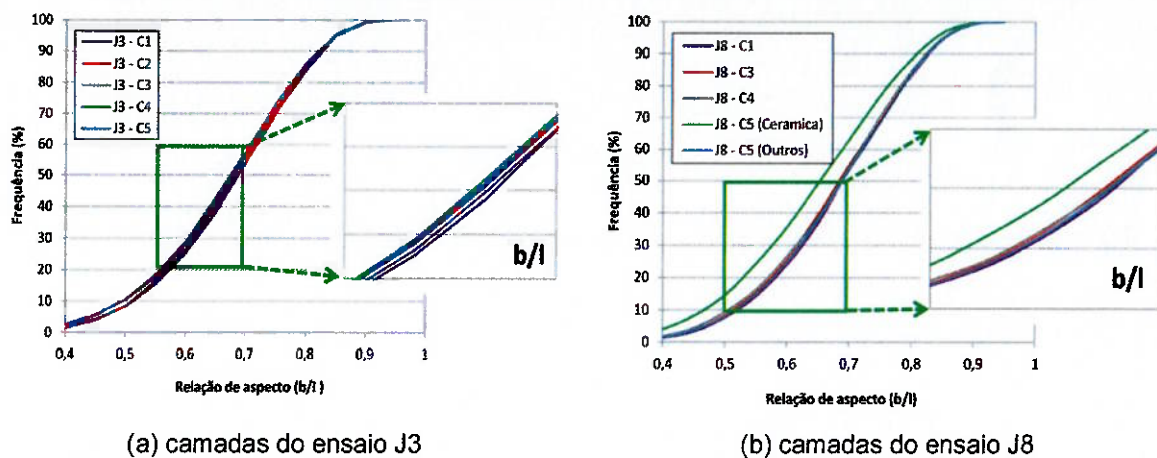 100
90
80
70
60
50
40
30
20
10
0
Frequência (%)
J3 - C1
J3 - C2
J3 - C3
J3 - C4
J3 - C5
b/l
0,4
0,5
0,6
0,7
0,8
0,9
1
Relação de aspecto (b/l )
(a) camadas do ensaio J3
100
90
80
70
60
50
40
30
20
10
0
Frequência (%)
J8 - C1
J8 - C3
J8 - C4
J8 - C5 (Ceramica)
J8 - C5 (Outros)
b/l
0,4
0,5
0,6
0,7
0,8
0,9
1
Relação de aspecto (b/l)
(b) camadas do ensaio J8